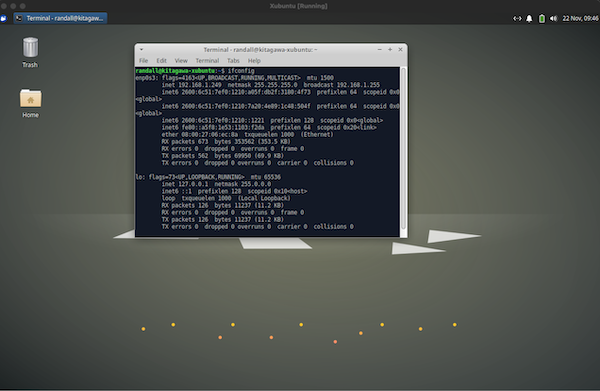 Xubuntu [Running]
Terminal - randall@kitagaw...
22 Nov, 09:46
Trash
Home
Terminal - randall@kitagawa-xubuntu: ~
File Edit View Terminal Tabs Help
randall@kitagawa-xubuntu:~$ ifconfig
enp0s3: flags=4163<UP,BROADCAST,RUNNING,MULTICAST> mtu 1500
inet 192.168.1.249 netmask 255.255.255.0 broadcast 192.168.1.255
inet6 2600:6c51:7ef0:1210:a05f:db2f:3180:4f73 prefixlen 64 scopeid 0x0
<global>
inet6 2600:6c51:7ef0:1210:7a20:4e89:1c48:504f prefixlen 64 scopeid 0x0
<global>
inet6 2600:6c51:7ef0:1210::1221 prefixlen 128 scopeid 0x0<global>
inet6 fe80::a5f8:1e53:1103:f2da prefixlen 64 scopeid 0x20<link>
ether 08:00:27:06:ec:8a txqueuelen 1000 (Ethernet)
RX packets 673 bytes 353562 (353.5 KB)
RX errors 0 dropped 0 overruns 0 frame 0
TX packets 562 bytes 69950 (69.9 KB)
TX errors 0 dropped 0 overruns 0 carrier 0 collisions 0
lo: flags=73<UP,LOOPBACK,RUNNING> mtu 65536
inet 127.0.0.1 netmask 255.0.0.0
inet6 ::1 prefixlen 128 scopeid 0x10<host>
loop txqueuelen 1000 (Local Loopback)
RX packets 126 bytes 11237 (11.2 KB)
RX errors 0 dropped 0 overruns 0 frame 0
TX packets 126 bytes 11237 (11.2 KB)
TX errors 0 dropped 0 overruns 0 carrier 0 collisions 0